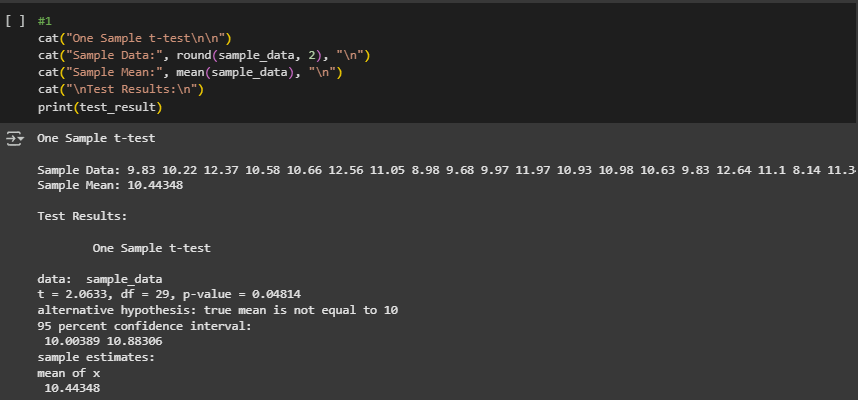 [ ] #1
cat("One Sample t-test\n\n")
cat("Sample Data:", round(sample_data, 2), "\n")
cat("Sample Mean:", mean(sample_data), "\n")
cat("\nTest Results:\n")
print(test_result)
One Sample t-test
Sample Data: 9.83 10.22 12.37 10.58 10.66 12.56 11.05 8.98 9.68 9.97 11.97 10.93 10.98 10.63 9.83 12.64 11.1 8.14 11.3
Sample Mean: 10.44348
Test Results:
One Sample t-test
data:  sample_data
t = 2.0633, df = 29, p-value = 0.04814
alternative hypothesis: true mean is not equal to 10
95 percent confidence interval:
10.00389 10.88306
sample estimates:
mean of x
10.44348